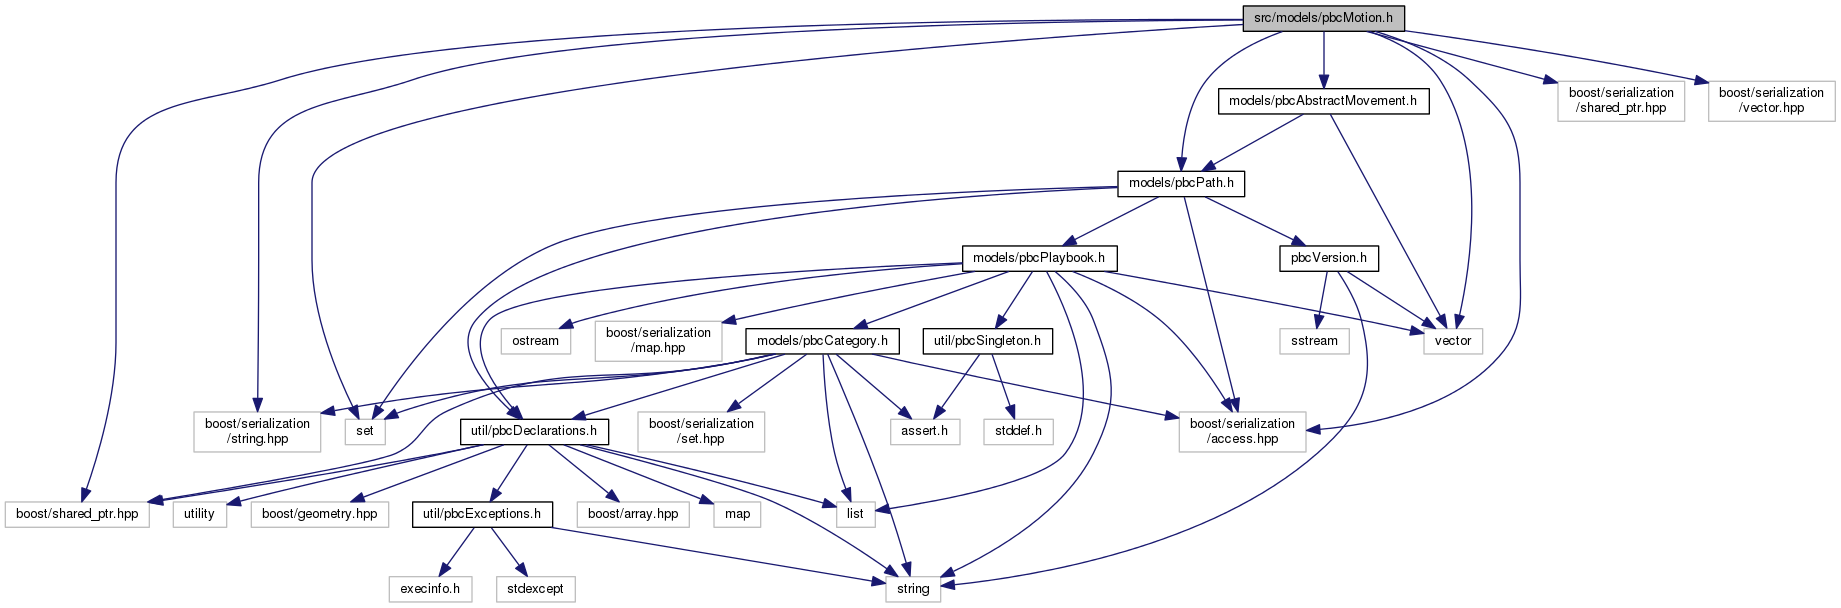 src/models/pbcMotion.h
models/pbcAbstractMovement.h
boost/serialization
/shared_ptr.hpp
boost/serialization
/vector.hpp
models/pbcPath.h
models/pbcPlaybook.h
pbcVersion.h
ostream
boost/serialization
/map.hpp
models/pbcCategory.h
util/pbcSingleton.h
sstream
vector
boost/serialization
/string.hpp
set
util/pbcDeclarations.h
boost/serialization
/set.hpp
assert.h
stddef.h
boost/serialization
/access.hpp
boost/shared_ptr.hpp
utility
boost/geometry.hpp
util/pbcExceptions.h
boost/array.hpp
map
list
execinfo.h
stdexcept
string